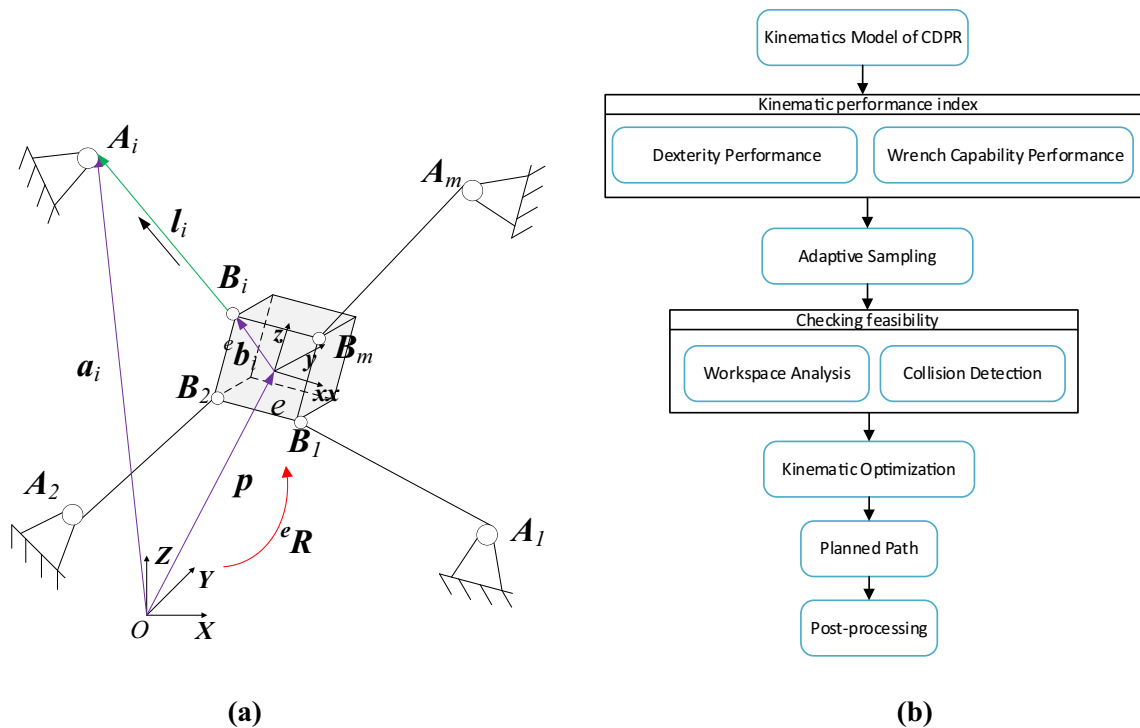 A_i
A_m
l_i
B_i
z
B_m
^e b_i
y
a_i
B_2
xx
e
B_1
A_2
p
A_1
^e R
Z
Y
O
X
(a)
Kinematics Model of CDPR
Kinematic performance index
Dexterity Performance
Wrench Capability Performance
Adaptive Sampling
Checking feasibility
Workspace Analysis
Collision Detection
Kinematic Optimization
Planned Path
Post-processing
(b)